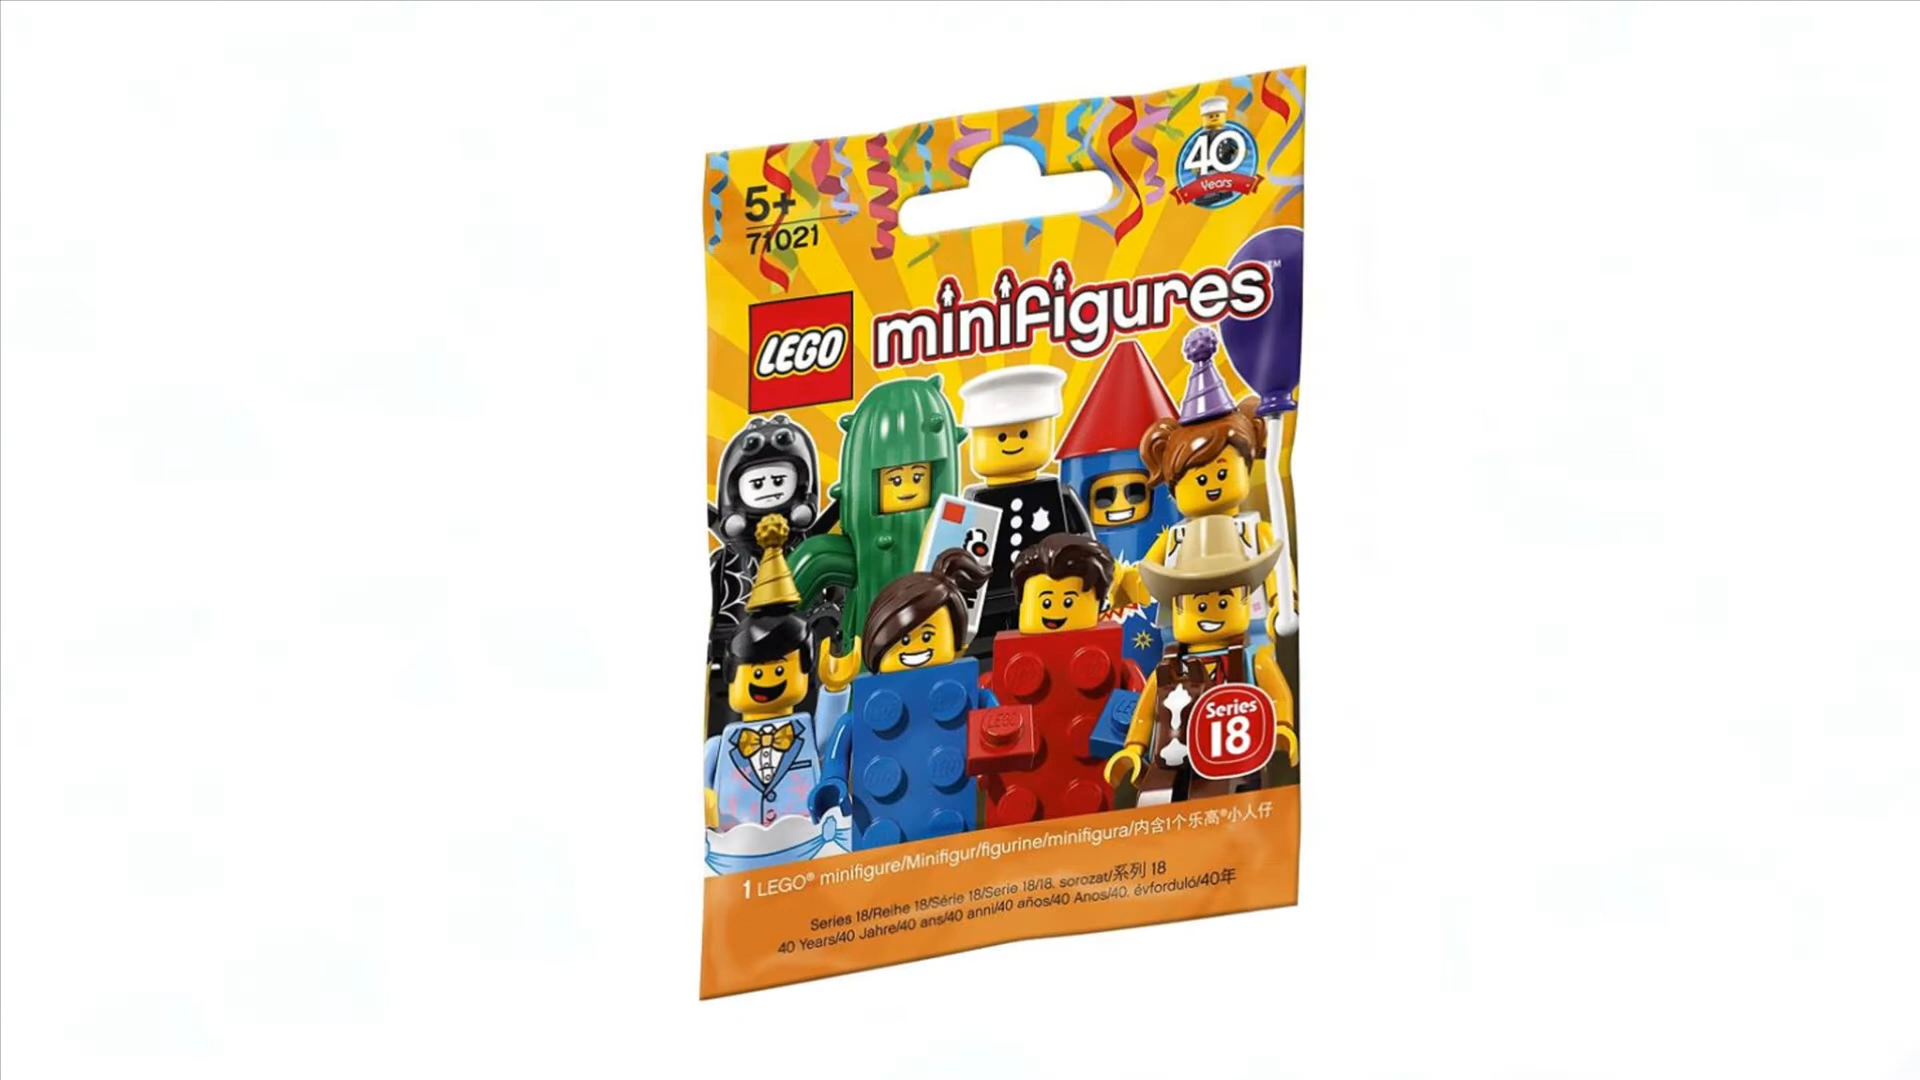 40
Years
5+
71021
LEGO
minifigures™
Series
18
1 LEGO® minifigure/Minifigur/figurine/minifigura/内含1个乐高®小人仔
Series 18/Reihe 18/Série 18/Serie 18/18. sorozat/系列 18
40 Years/40 Jahre/40 ans/40 anni/40 años/40 Anos/40. évforduló/40年